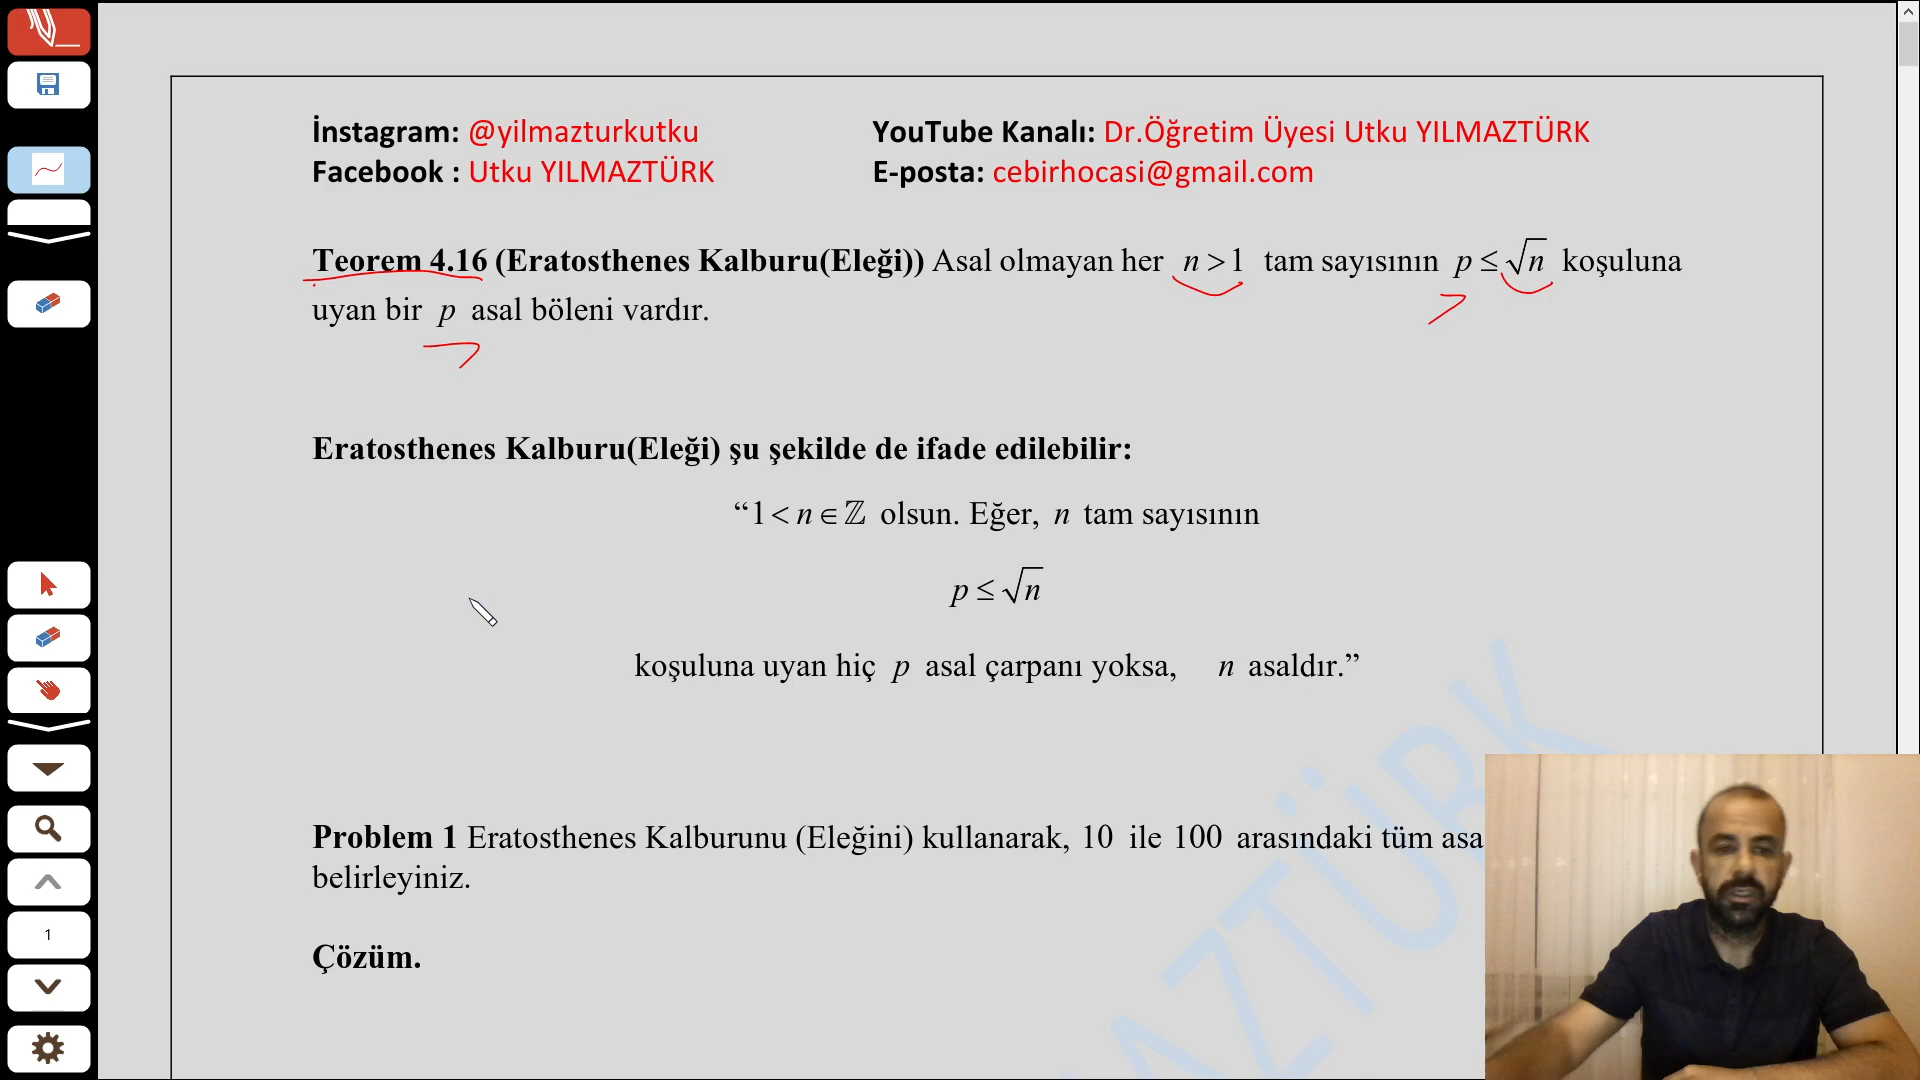 İnstagram: @yilmazturkutku YouTube Kanalı: Dr.Öğretim Üyesi Utku YILMAZTÜRK
Facebook : Utku YILMAZTÜRK E-posta: cebirhocasi@gmail.com
Teorem 4.16 (Eratosthenes Kalburu(Eleği)) Asal olmayan her n > 1 tam sayısının p ≤ √n koşuluna
uyan bir p asal böleni vardır.
Eratosthenes Kalburu(Eleği) şu şekilde de ifade edilebilir:
“1 < n ∈ ℤ olsun. Eğer, n tam sayısının
p ≤ √n
koşuluna uyan hiç p asal çarpanı yoksa, n asaldır.”
Problem 1 Eratosthenes Kalburunu (Eleğini) kullanarak, 10 ile 100 arasındaki tüm asa
belirleyiniz.
Çözüm.
MAZTÜRK
1